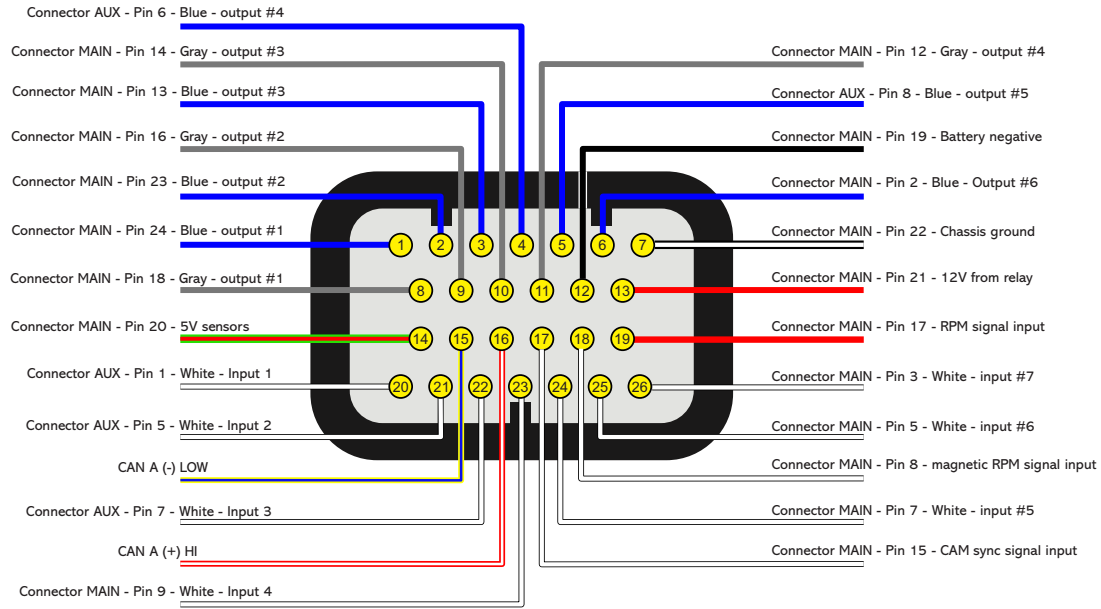 Connector AUX - Pin 6 - Blue - output #4
Connector MAIN - Pin 14 - Gray - output #3
Connector MAIN - Pin 13 - Blue - output #3
Connector MAIN - Pin 16 - Gray - output #2
Connector MAIN - Pin 23 - Blue - output #2
Connector MAIN - Pin 24 - Blue - output #1
Connector MAIN - Pin 18 - Gray - output #1
Connector MAIN - Pin 20 - 5V sensors
Connector AUX - Pin 1 - White - Input 1
Connector AUX - Pin 5 - White - Input 2
CAN A (-) LOW
Connector AUX - Pin 7 - White - Input 3
CAN A (+) HI
Connector MAIN - Pin 9 - White - Input 4
1 2 3 4 5 6 7
8 9 10 11 12 13
14 15 16 17 18 19
20 21 22 23 24 25 26
Connector MAIN - Pin 12 - Gray - output #4
Connector AUX - Pin 8 - Blue - output #5
Connector MAIN - Pin 19 - Battery negative
Connector MAIN - Pin 2 - Blue - Output #6
Connector MAIN - Pin 22 - Chassis ground
Connector MAIN - Pin 21 - 12V from relay
Connector MAIN - Pin 17 - RPM signal input
Connector MAIN - Pin 3 - White - input #7
Connector MAIN - Pin 5 - White - input #6
Connector MAIN - Pin 8 - magnetic RPM signal input
Connector MAIN - Pin 7 - White - input #5
Connector MAIN - Pin 15 - CAM sync signal input